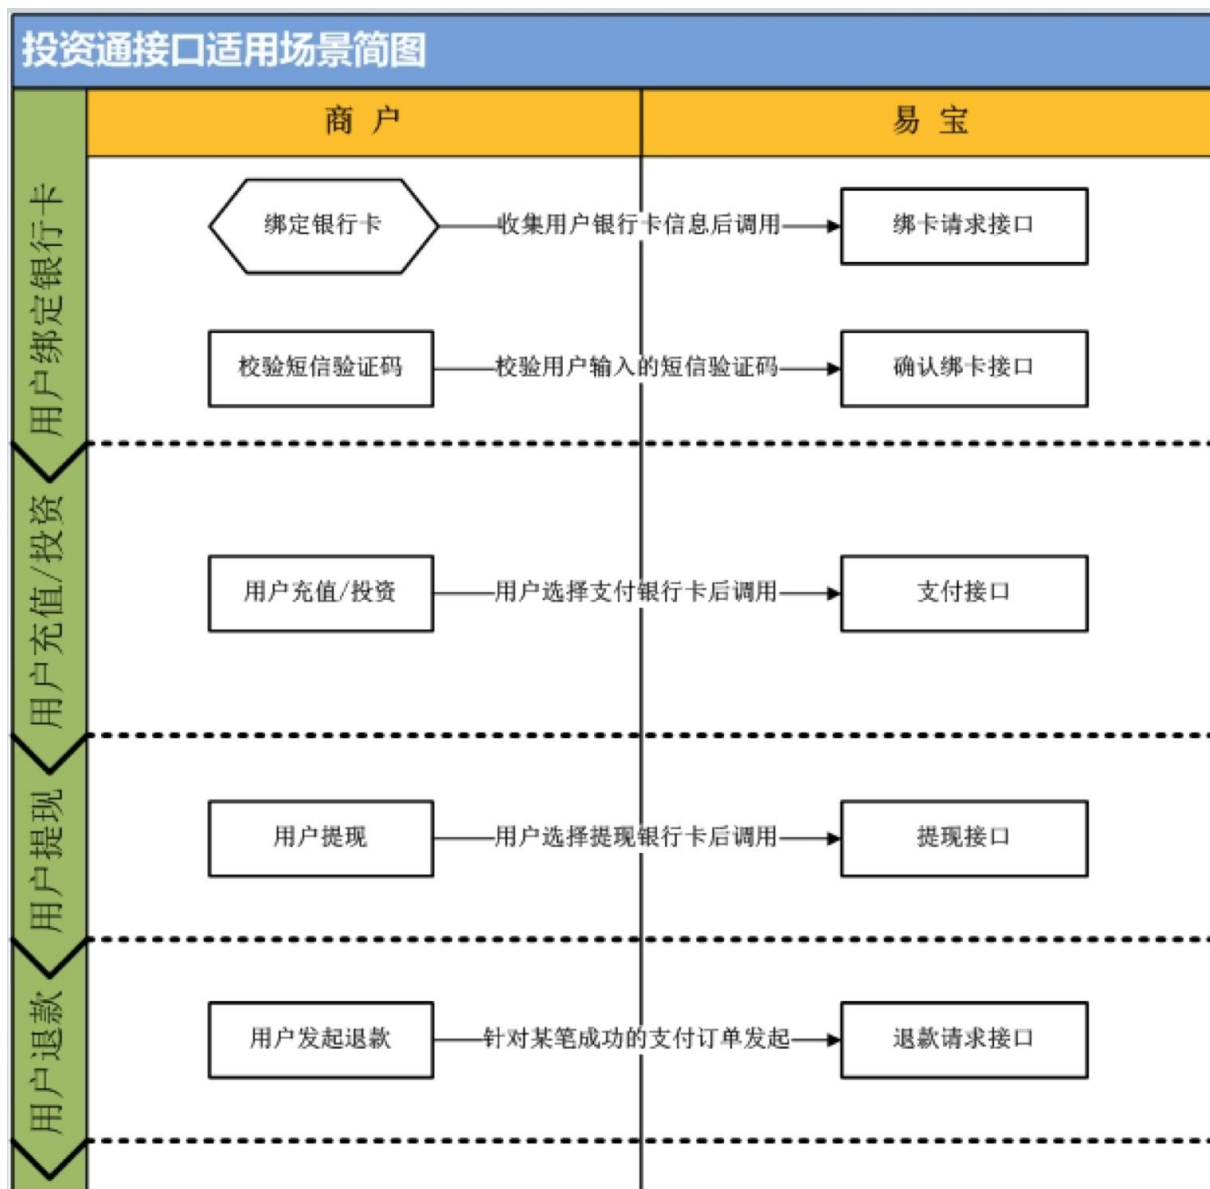 投资通接口适用场景简图
商户
易宝
用户绑定银行卡
绑定银行卡
收集用户银行卡信息后调用
绑卡请求接口
校验短信验证码
校验用户输入的短信验证码
确认绑卡接口
用户充值/投资
用户充值/投资
用户选择支付银行卡后调用
支付接口
用户提现
用户提现
用户选择提现银行卡后调用
提现接口
用户退款
用户发起退款
针对某笔成功的支付订单发起
退款请求接口